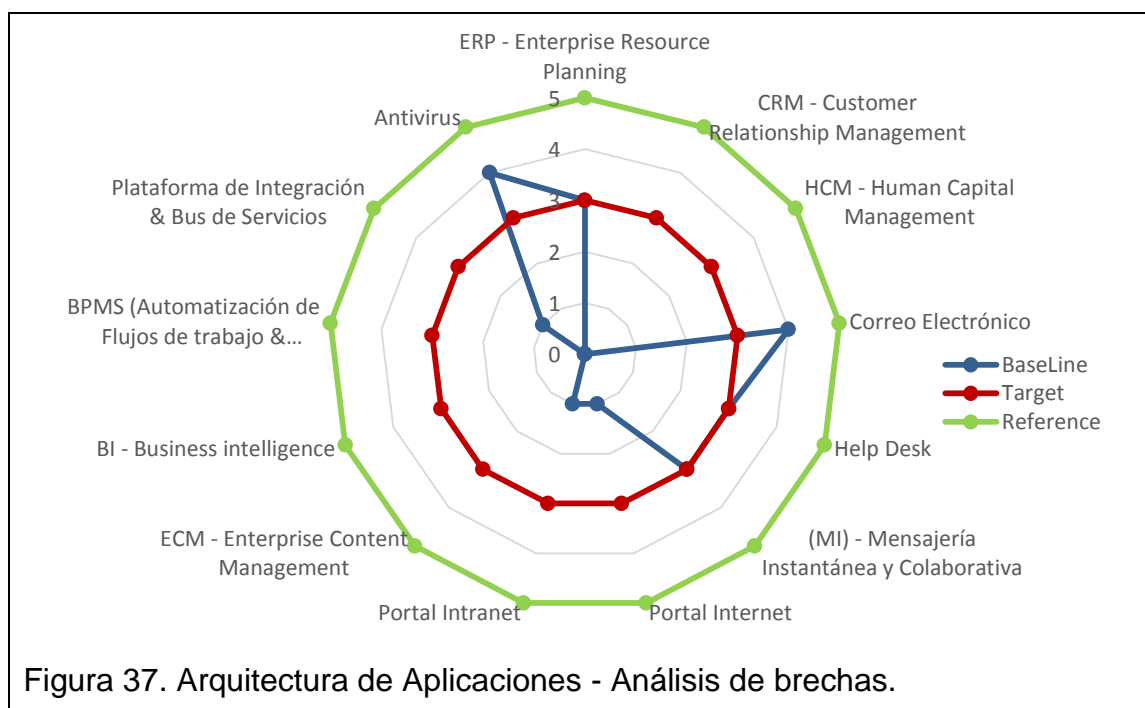 ERP - Enterprise Resource
Planning
CRM - Customer
Relationship Management
HCM - Human Capital
Management
Correo Electrónico
Help Desk
(MI) - Mensajería
Instantánea y Colaborativa
Portal Internet
Portal Intranet
ECM - Enterprise Content
Management
BI - Business intelligence
BPMS (Automatización de
Flujos de trabajo &...
Plataforma de Integración
& Bus de Servicios
Antivirus
5
4
3
2
1
0
BaseLine
Target
Reference
Figura 37. Arquitectura de Aplicaciones - Análisis de brechas.